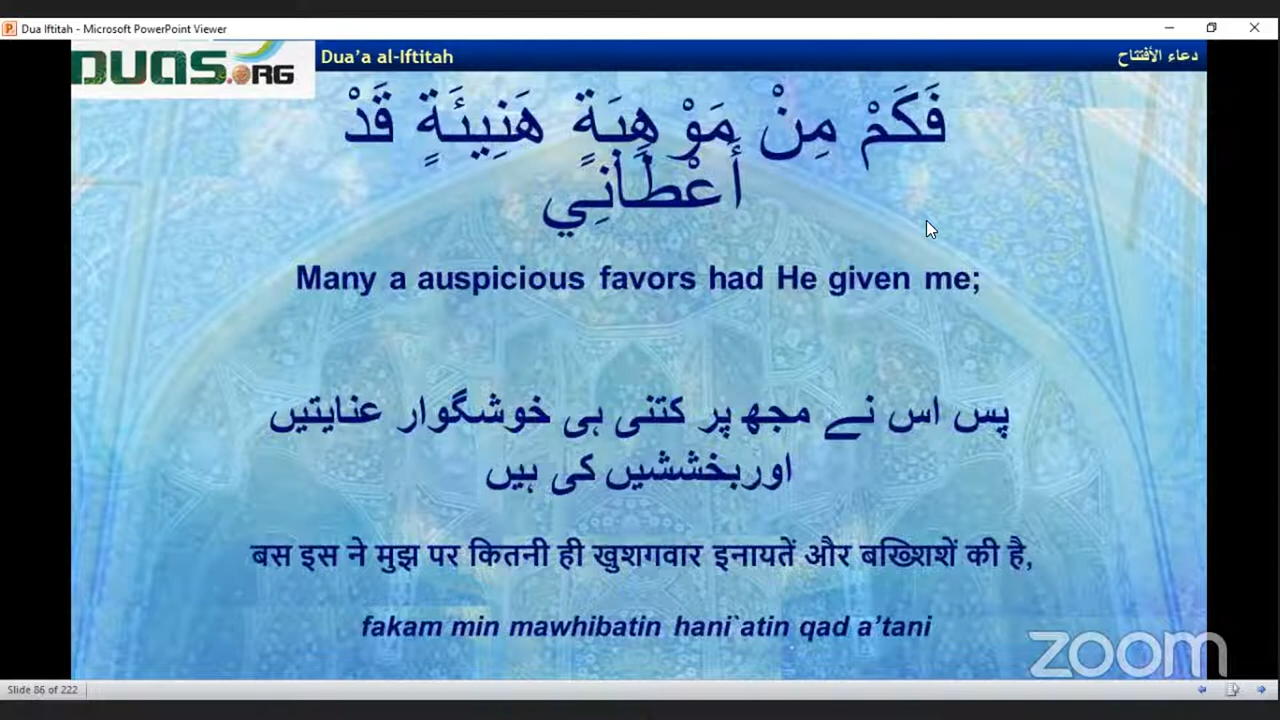 Dua Iftitah - Microsoft PowerPoint Viewer
DUAS.ORG
Dua’a al-Iftitah
دعاء الأفتتاح
فَكَمْ مِنْ مَوْهِبَةٍ هَنِيئَةٍ قَدْ
أَعْطَانِي
Many a auspicious favors had He given me;
پس اس نے مجھ پر کتنی ہی خوشگوار عنایتیں
اوربخششیں کی ہیں
बस इस ने मुझ पर कितनी ही खुशगवार इनायतें और बख्शिशें की है,
fakam min mawhibatin hani`atin qad a’tani
zoom
Slide 86 of 222